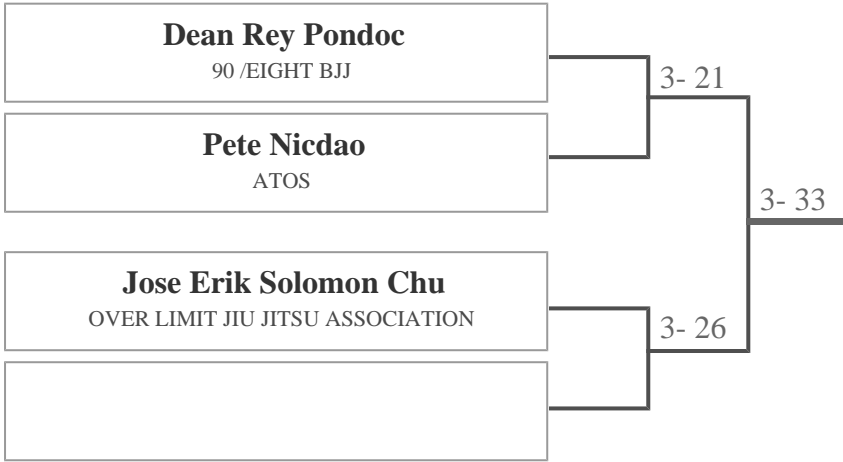 Dean Rey Pondoc
90 /EIGHT BJJ
3- 21
Pete Nicdao
ATOS
3- 33
Jose Erik Solomon Chu
OVER LIMIT JIU JITSU ASSOCIATION
3- 26